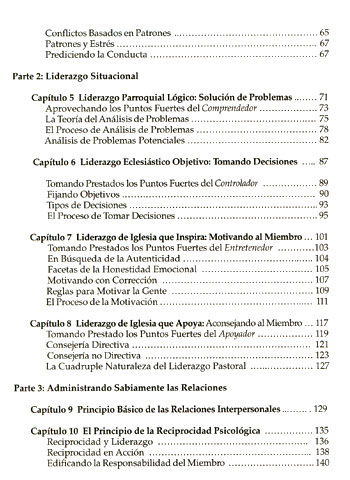 Conflictos Basados en Patrones ........ 65
Patrones y Estrés ........ 67
Prediciendo la Conducta ........ 67
Parte 2: Liderazgo Situacional
Capítulo 5 Liderazgo Parroquial Lógico: Solución de Problemas ........ 71
Aprovechando los Puntos Fuertes del Comprendedor ........ 73
La Teoría del Análisis de Problemas ........ 75
El Proceso de Análisis de Problemas ........ 78
Análisis de Problemas Potenciales ........ 82
Capítulo 6 Liderazgo Eclesiástico Objetivo: Tomando Decisiones ..... 87
Tomando Prestados los Puntos Fuertes del Controlador ........ 89
Fijando Objetivos ........ 90
Tipos de Decisiones ........ 93
El Proceso de Tomar Decisiones ........ 95
Capítulo 7 Liderazgo de Iglesia que Inspira: Motivando al Miembro ... 101
Tomando Prestados los Puntos Fuertes del Entretenedor ........ 103
En Búsqueda de la Autenticidad ........ 104
Facetas de la Honestidad Emocional ........ 105
Motivando con Corrección ........ 107
Reglas para Motivar la Gente ........ 109
El Proceso de la Motivación ........ 111
Capítulo 8 Liderazgo de Iglesia que Apoya: Aconsejando al Miembro ... 117
Tomando Prestado los Puntos Fuertes del Apoyador ........ 119
Consejería Directiva ........ 121
Consejería no Directiva ........ 123
La Cuadruple Naturaleza del Liderazgo Pastoral ........ 127
Parte 3: Administrando Sabiamente las Relaciones
Capítulo 9 Principio Básico de las Relaciones Interpersonales ........ 129
Capítulo 10 El Principio de la Reciprocidad Psicológica ........ 135
Reciprocidad y Liderazgo ........ 136
Reciprocidad en Acción ........ 138
Edificando la Responsabilidad del Miembro ........ 140